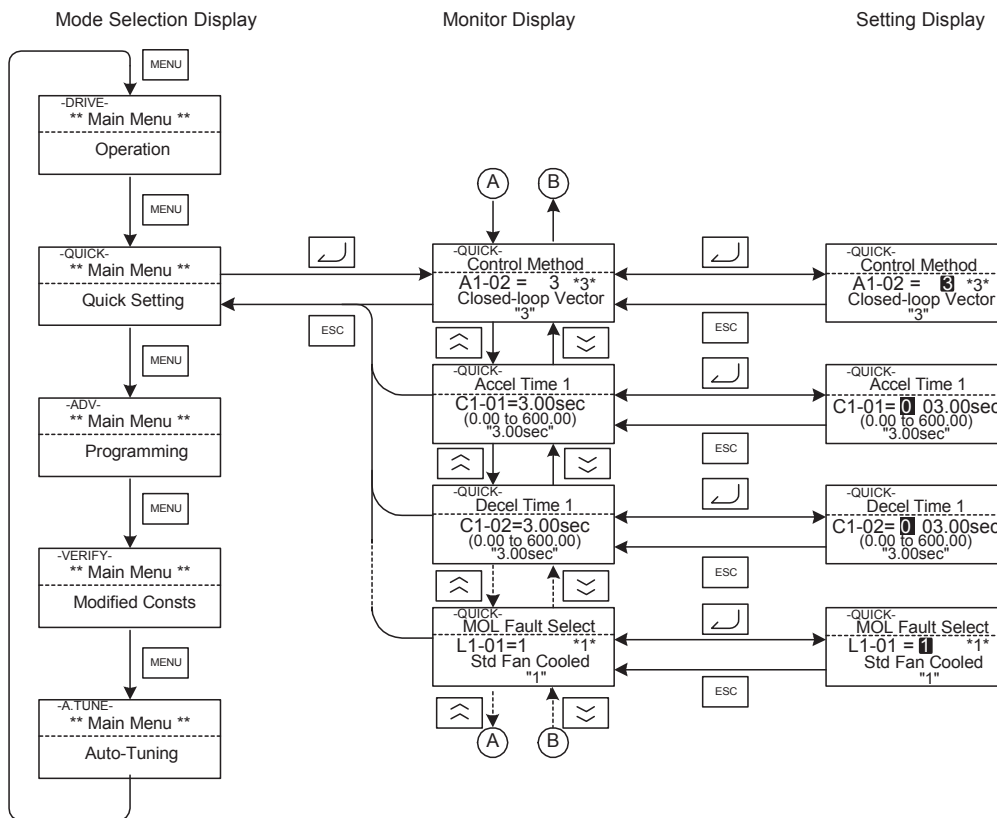 Mode Selection Display
Monitor Display
Setting Display
MENU
-DRIVE-
** Main Menu **
Operation
MENU
-QUICK-
** Main Menu **
Quick Setting
MENU
-ADV-
** Main Menu **
Programming
MENU
-VERIFY-
** Main Menu **
Modified Consts
MENU
-A.TUNE-
** Main Menu **
Auto-Tuning
ESC
A
B
-QUICK-
Control Method
A1-02 = 3 *3*
Closed-loop Vector
"3"
-QUICK-
Accel Time 1
C1-01=3.00sec
(0.00 to 600.00)
"3.00sec"
-QUICK-
Decel Time 1
C1-02=3.00sec
(0.00 to 600.00)
"3.00sec"
-QUICK-
MOL Fault Select
L1-01=1 *1*
Std Fan Cooled
"1"
A
B
ESC
ESC
ESC
ESC
-QUICK-
Control Method
A1-02 = 3 *3*
Closed-loop Vector
"3"
-QUICK-
Accel Time 1
C1-01= 0 03.00sec
(0.00 to 600.00)
"3.00sec"
-QUICK-
Decel Time 1
C1-02= 0 03.00sec
(0.00 to 600.00)
"3.00sec"
-QUICK-
MOL Fault Select
L1-01 = 1 *1*
Std Fan Cooled
"1"